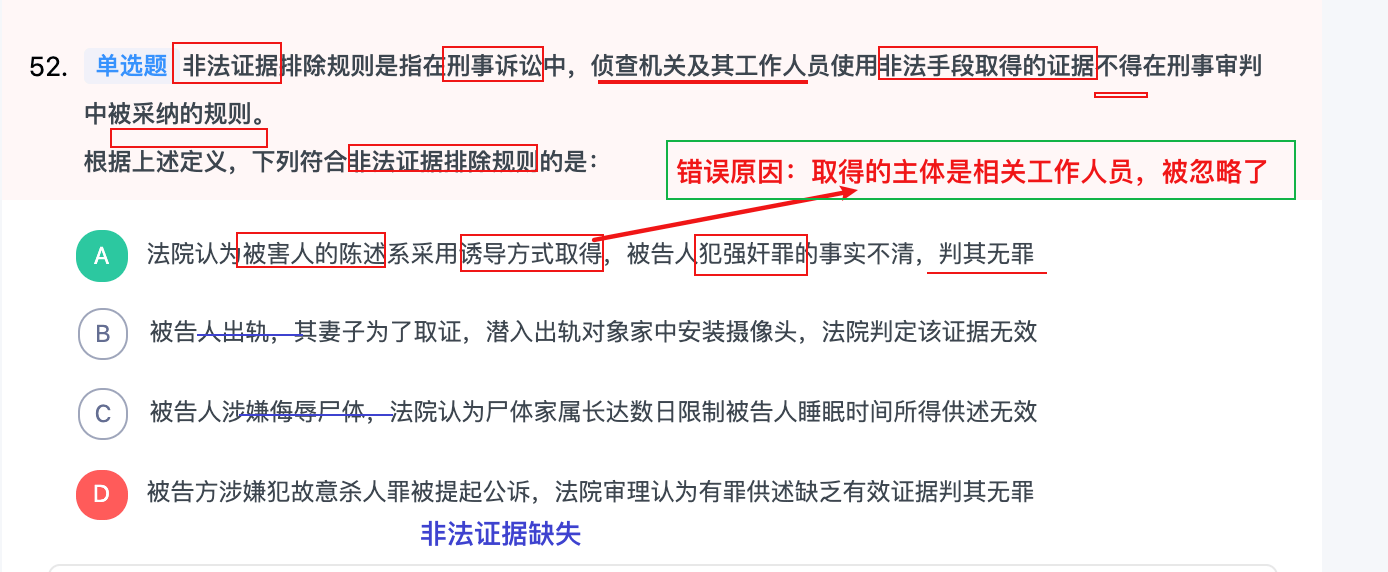 52. 单选题 非法证据排除规则是指在刑事诉讼中，侦查机关及其工作人员使用非法手段取得的证据不得在刑事审判
中被采纳的规则。
根据上述定义，下列符合非法证据排除规则的是：
错误原因：取得的主体是相关工作人员，被忽略了
A 法院认为被害人的陈述系采用诱导方式取得，被告人犯强奸罪的事实不清，判其无罪
B 被告人出轨，其妻子为了取证，潜入出轨对象家中安装摄像头，法院判定该证据无效
C 被告人涉嫌侮辱尸体，法院认为尸体家属长达数日限制被告人睡眠时间所得供述无效
D 被告方涉嫌犯故意杀人罪被提起公诉，法院审理认为有罪供述缺乏有效证据判其无罪
非法证据缺失